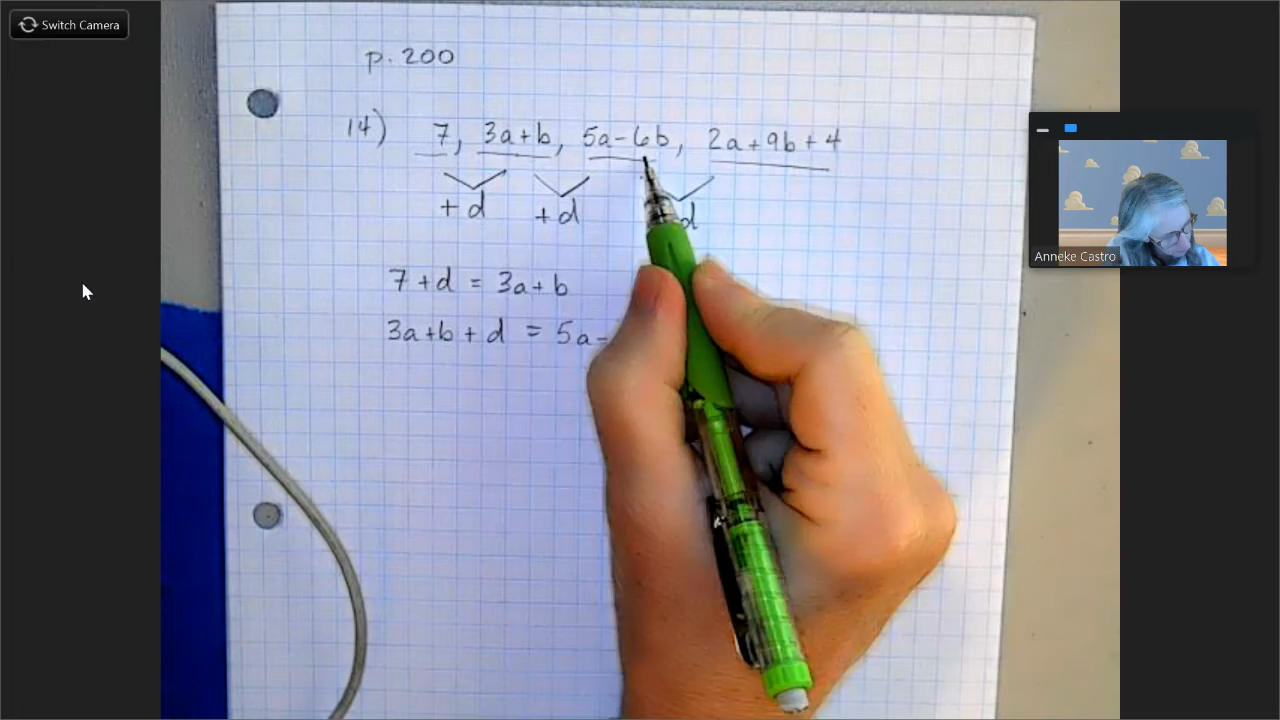 Switch Camera
p. 200
14) 7, 3a+b, 5a-6b, 2a+9b+4
+d +d +d
Anneke Castro
7+d = 3a+b
3a+b+d = 5a-